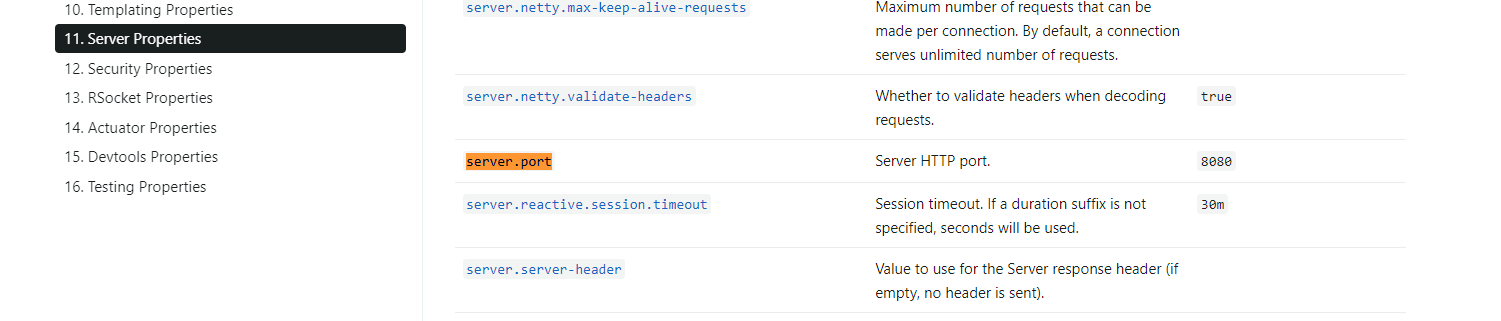 10. Templating Properties
11. Server Properties
12. Security Properties
13. RSocket Properties
14. Actuator Properties
15. Devtools Properties
16. Testing Properties
server.netty.max-keep-alive-requests
Maximum number of requests that can be
made per connection. By default, a connection
serves unlimited number of requests.
server.netty.validate-headers
Whether to validate headers when decoding
requests.
true
server.port
Server HTTP port.
8080
server.reactive.session.timeout
Session timeout. If a duration suffix is not
specified, seconds will be used.
30m
server.server-header
Value to use for the Server response header (if
empty, no header is sent).